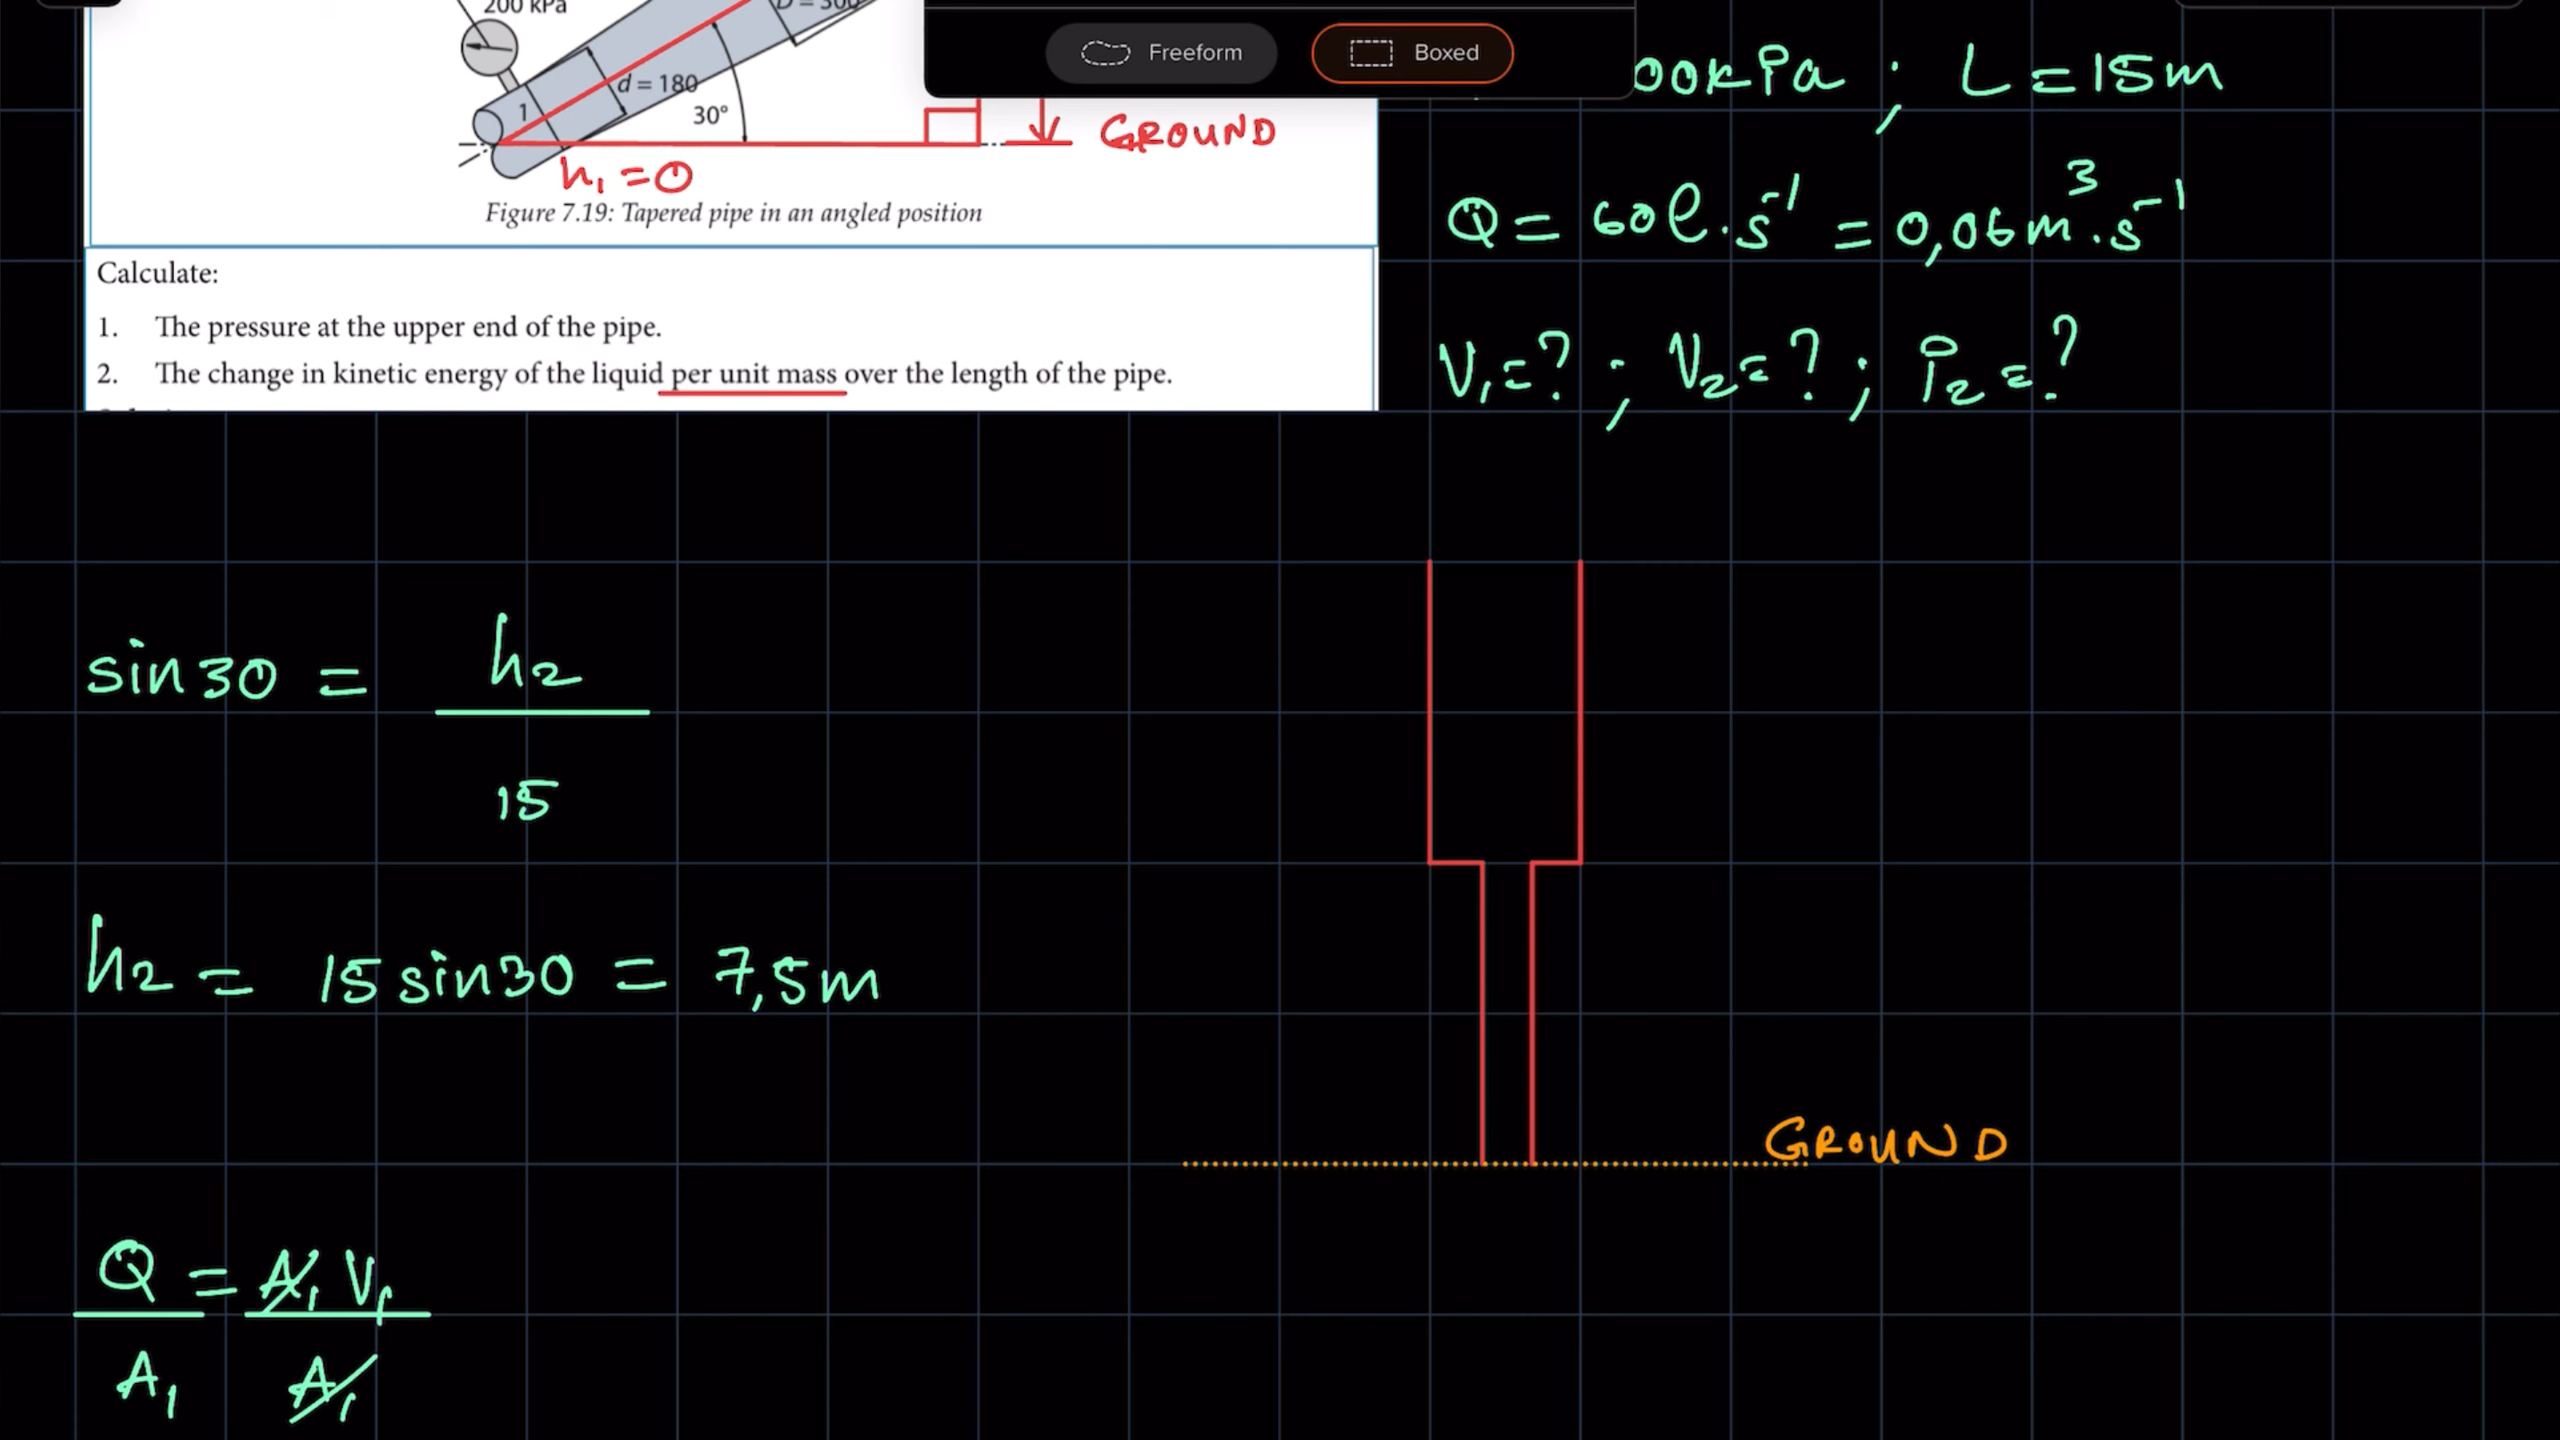 200 kPa
D = 300
d = 180
1
30°
GROUND
h₁ = 0
Figure 7.19: Tapered pipe in an angled position
Calculate:
1. The pressure at the upper end of the pipe.
2. The change in kinetic energy of the liquid per unit mass over the length of the pipe.
Freeform
Boxed
00kPa ; L = 15m
Q = 60ℓ.s⁻¹ = 0,06m³.s⁻¹
V₁ = ? ; V₂ = ? ; P₂ = ?
sin30 = h₂ / 15
h₂ = 15 sin30 = 7,5m
GROUND
Q / A₁ = A₁ V₁ / A₁